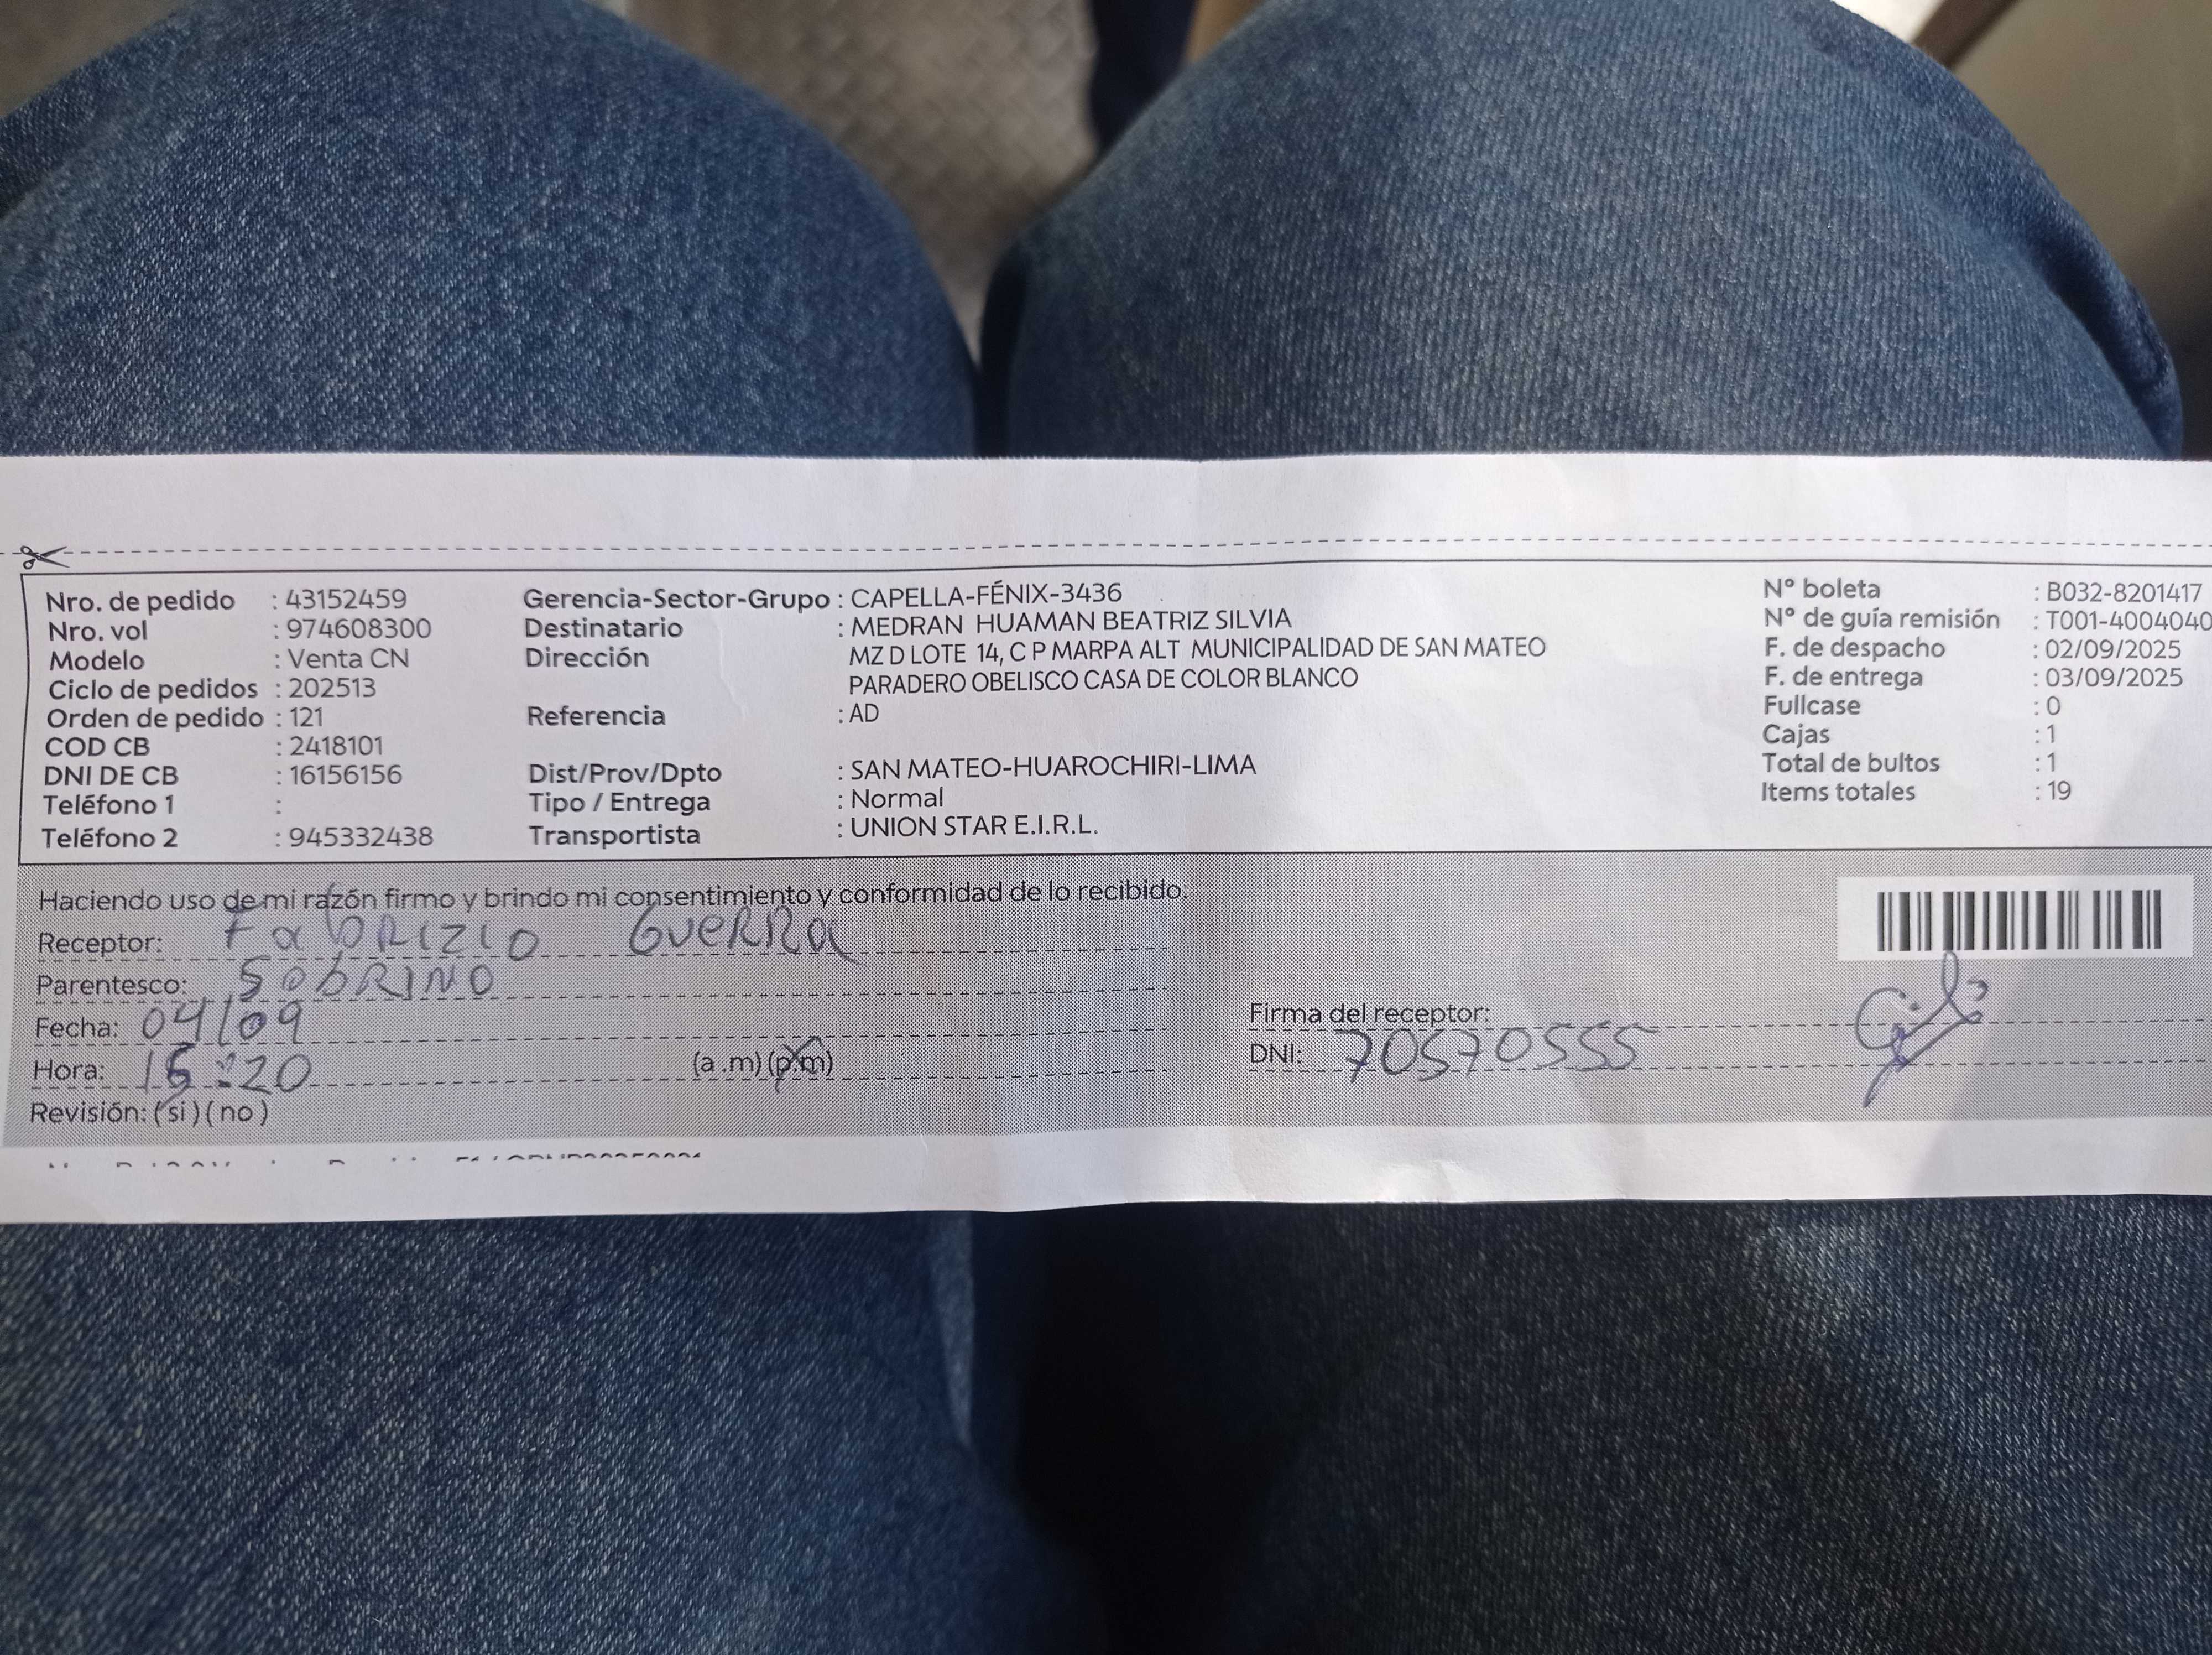 Nro. de pedido : 43152459
Nro. vol : 974608300
Modelo : Venta CN
Ciclo de pedidos : 202513
Orden de pedido : 121
COD CB : 2418101
DNI DE CB : 16156156
Teléfono 1 :
Teléfono 2 : 945332438
Gerencia-Sector-Grupo : CAPELLA-FÉNIX-3436
Destinatario : MEDRAN HUAMAN BEATRIZ SILVIA
Dirección MZ D LOTE 14, C P MARPA ALT MUNICIPALIDAD DE SAN MATEO
PARADERO OBELISCO CASA DE COLOR BLANCO
Referencia : AD
Dist/Prov/Dpto : SAN MATEO-HUAROCHIRI-LIMA
Tipo / Entrega : Normal
Transportista : UNION STAR E.I.R.L.
N° boleta : B032-8201417
N° de guía remisión : T001-4004040
F. de despacho : 02/09/2025
F. de entrega : 03/09/2025
Fullcase : 0
Cajas : 1
Total de bultos : 1
Items totales : 19
Haciendo uso de mi razón firmo y brindo mi consentimiento y conformidad de lo recibido.
Receptor: Fabrizio Guerra
Parentesco: SobRINO
Fecha: 04/09
Hora: :20 (a .m) (p.m)
Revisión: (si) (no)
Firma del receptor:
DNI: 70570555